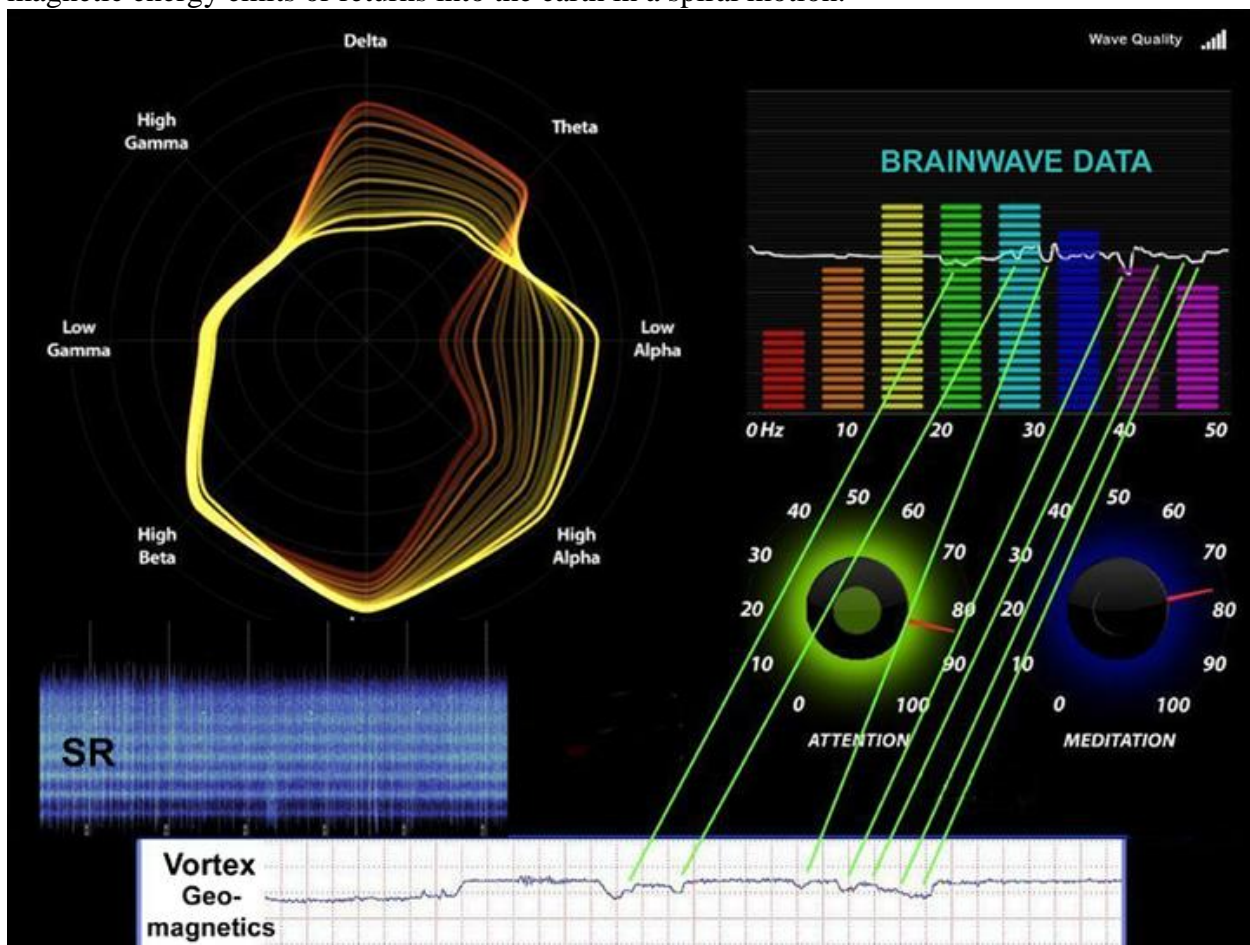 magnetic energy emits or returns into the earth in a spiral motion.
Delta
Wave Quality
High
Gamma
Theta
BRAINWAVE DATA
Low
Gamma
Low
Alpha
0 Hz 10 20 30 40 50
High
Beta
High
Alpha
0 10 20 30 40 50 60 70 80 90 100
ATTENTION
0 10 20 30 40 50 60 70 80 90 100
MEDITATION
SR
Vortex
Geo-
magnetics